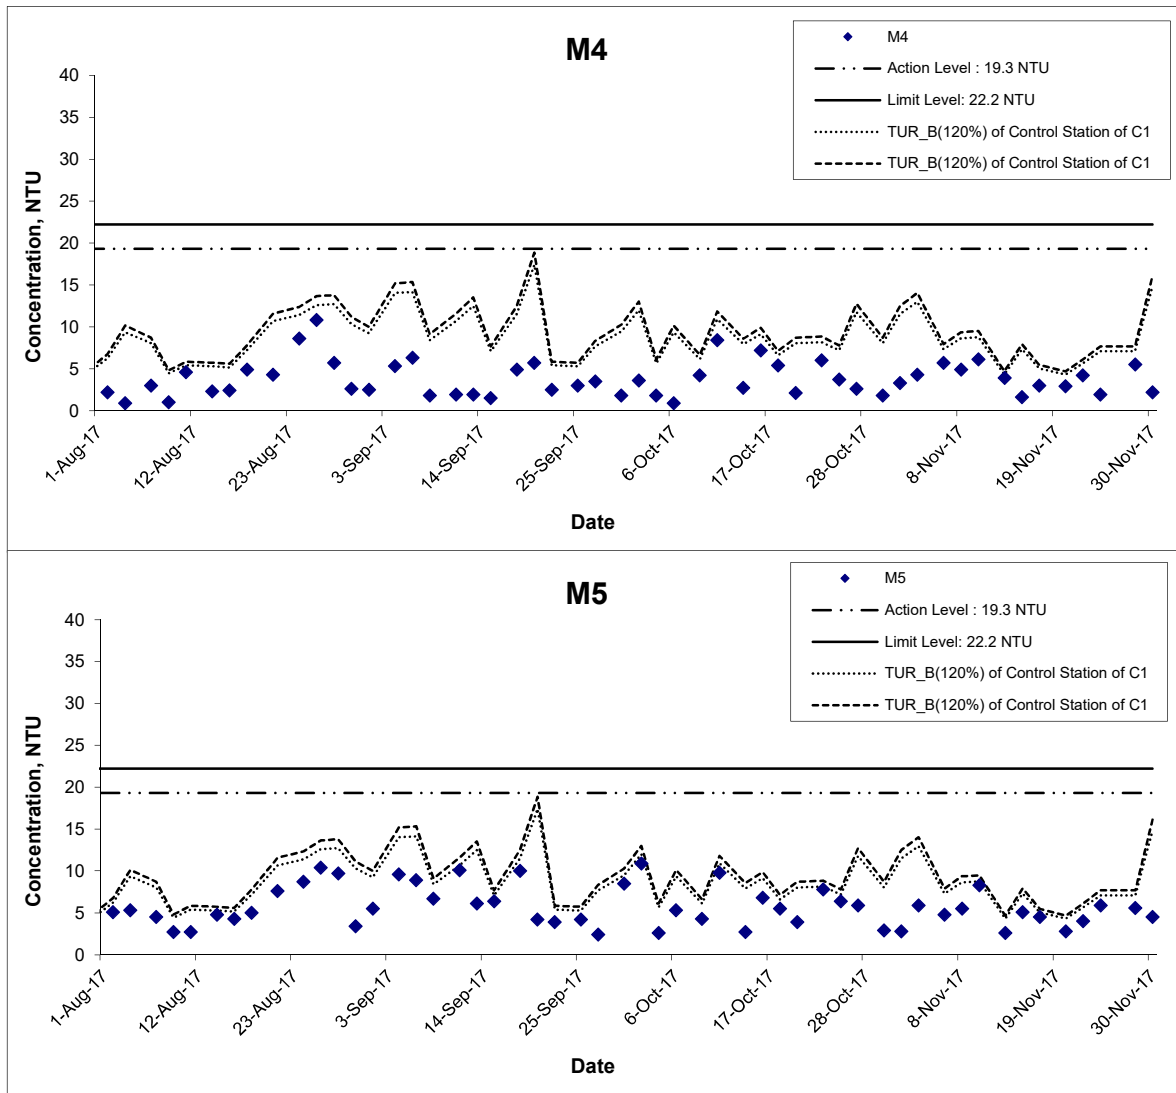 M4
M4
Action Level : 19.3 NTU
Limit Level: 22.2 NTU
TUR_B(120%) of Control Station of C1
TUR_B(120%) of Control Station of C1
Concentration, NTU
40
35
30
25
20
15
10
5
0
1-Aug-17
12-Aug-17
23-Aug-17
3-Sep-17
14-Sep-17
25-Sep-17
6-Oct-17
17-Oct-17
28-Oct-17
8-Nov-17
19-Nov-17
30-Nov-17
Date
M5
M5
Action Level : 19.3 NTU
Limit Level: 22.2 NTU
TUR_B(120%) of Control Station of C1
TUR_B(120%) of Control Station of C1
Concentration, NTU
40
35
30
25
20
15
10
5
0
1-Aug-17
12-Aug-17
23-Aug-17
3-Sep-17
14-Sep-17
25-Sep-17
6-Oct-17
17-Oct-17
28-Oct-17
8-Nov-17
19-Nov-17
30-Nov-17
Date